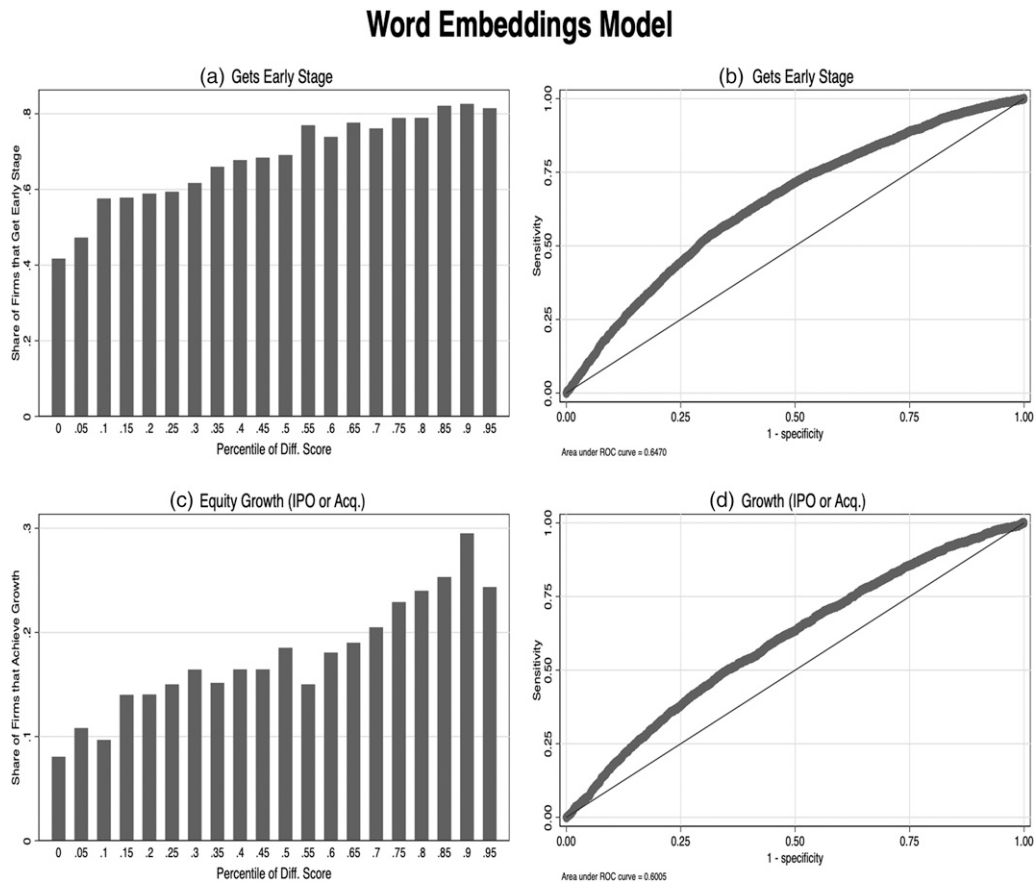 Word Embeddings Model
(a) Gets Early Stage
Share of Firms that Get Early Stage
0 .2 .4 .6 .8
0 .05 .1 .15 .2 .25 .3 .35 .4 .45 .5 .55 .6 .65 .7 .75 .8 .85 .9 .95
Percentile of Diff. Score
(b) Gets Early Stage
Sensitivity
0.00 0.25 0.50 0.75 1.00
0.00 0.25 0.50 0.75 1.00
1 - specificity
Area under ROC curve = 0.6470
(c) Equity Growth (IPO or Acq.)
Share of Firms that Achieve Growth
0 .1 .2 .3
0 .05 .1 .15 .2 .25 .3 .35 .4 .45 .5 .55 .6 .65 .7 .75 .8 .85 .9 .95
Percentile of Diff. Score
(d) Growth (IPO or Acq.)
Sensitivity
0.00 0.25 0.50 0.75 1.00
0.00 0.25 0.50 0.75 1.00
1 - specificity
Area under ROC curve = 0.6005